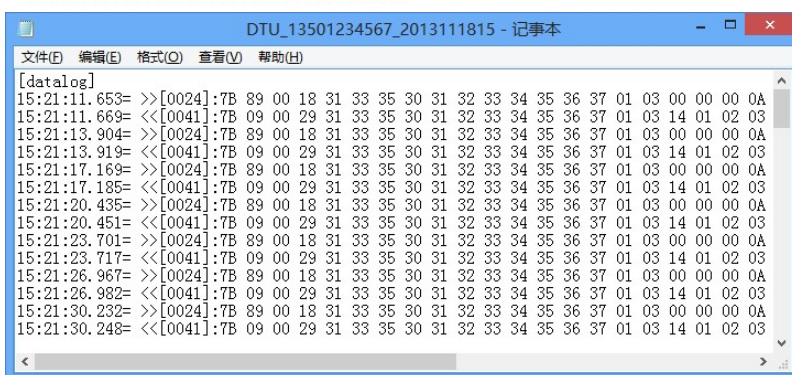 DTU_13501234567_2013111815 - 记事本
文件(F) 编辑(E) 格式(O) 查看(V) 帮助(H)
[datalog]
15:21:11.653= >>[0024]:7B 89 00 18 31 33 35 30 31 32 33 34 35 36 37 01 03 00 00 00 0A
15:21:11.669= <<[0041]:7B 09 00 29 31 33 35 30 31 32 33 34 35 36 37 01 03 14 01 02 03
15:21:13.904= >>[0024]:7B 89 00 18 31 33 35 30 31 32 33 34 35 36 37 01 03 00 00 00 0A
15:21:13.919= <<[0041]:7B 09 00 29 31 33 35 30 31 32 33 34 35 36 37 01 03 14 01 02 03
15:21:17.169= >>[0024]:7B 89 00 18 31 33 35 30 31 32 33 34 35 36 37 01 03 00 00 00 0A
15:21:17.185= <<[0041]:7B 09 00 29 31 33 35 30 31 32 33 34 35 36 37 01 03 14 01 02 03
15:21:20.435= >>[0024]:7B 89 00 18 31 33 35 30 31 32 33 34 35 36 37 01 03 00 00 00 0A
15:21:20.451= <<[0041]:7B 09 00 29 31 33 35 30 31 32 33 34 35 36 37 01 03 14 01 02 03
15:21:23.701= >>[0024]:7B 89 00 18 31 33 35 30 31 32 33 34 35 36 37 01 03 00 00 00 0A
15:21:23.717= <<[0041]:7B 09 00 29 31 33 35 30 31 32 33 34 35 36 37 01 03 14 01 02 03
15:21:26.967= >>[0024]:7B 89 00 18 31 33 35 30 31 32 33 34 35 36 37 01 03 00 00 00 0A
15:21:26.982= <<[0041]:7B 09 00 29 31 33 35 30 31 32 33 34 35 36 37 01 03 14 01 02 03
15:21:30.232= >>[0024]:7B 89 00 18 31 33 35 30 31 32 33 34 35 36 37 01 03 00 00 00 0A
15:21:30.248= <<[0041]:7B 09 00 29 31 33 35 30 31 32 33 34 35 36 37 01 03 14 01 02 03